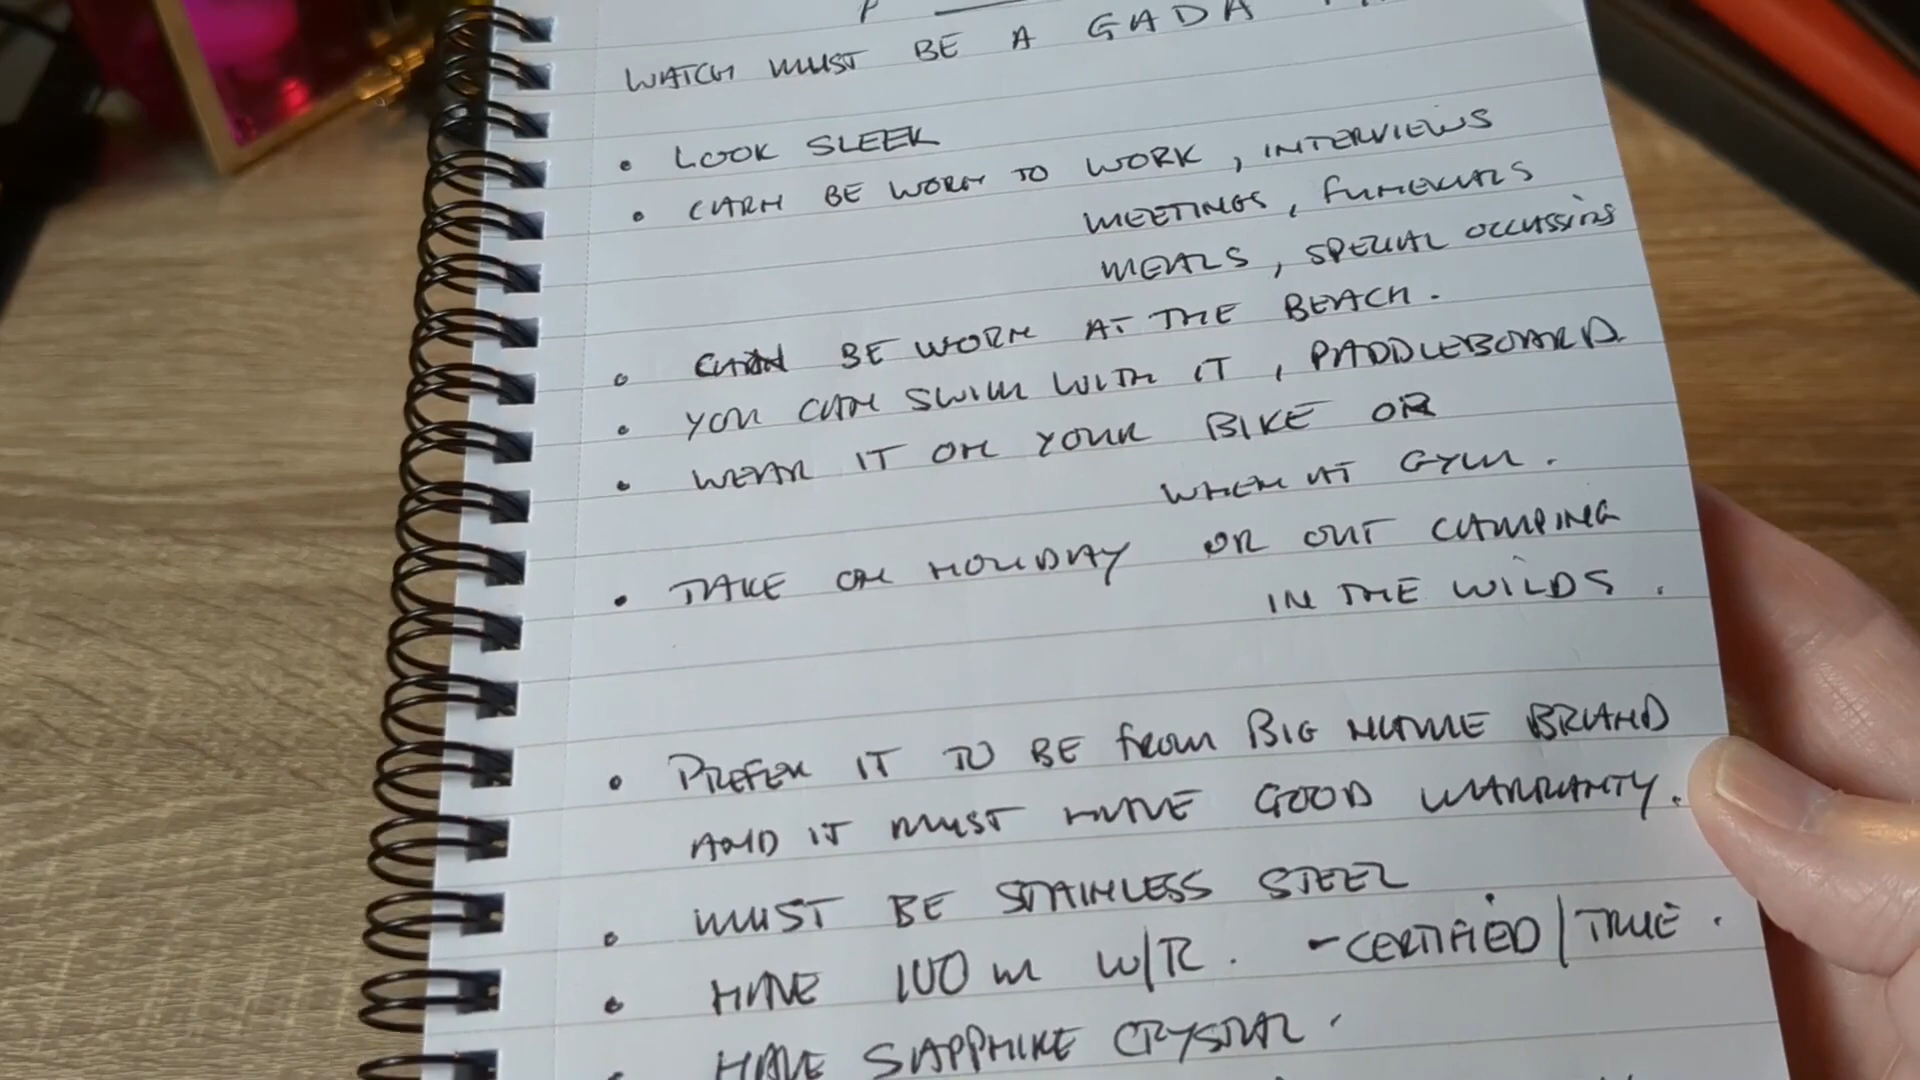 WATCH MUST BE A GADA
• LOOK SLEEK
• CAN BE WORN TO WORK, INTERVIEWS
MEETINGS, FUNERALS
MEALS, SPECIAL OCCASSIONS
• CAN BE WORN AT THE BEACH.
• YOU CAN SWIM WITH IT, PADDLEBOARD.
• WEAR IT ON YOUR BIKE OR
WHEN AT GYM.
• TAKE ON HOLIDAY OR OUT CAMPING
IN THE WILDS.
• PREFER IT TO BE from BIG NAME BRAND
AND IT MUST HAVE GOOD WARRANTY.
• MUST BE STAINLESS STEEL
• HAVE 100m W/R. - CERTIFIED/TRUE.
• HAVE SAPPHIRE CRYSTAL.